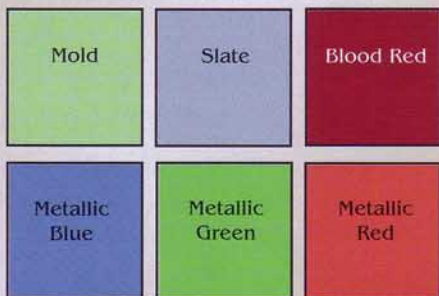 Mold
Slate
Blood Red
Metallic
Blue
Metallic
Green
Metallic
Red